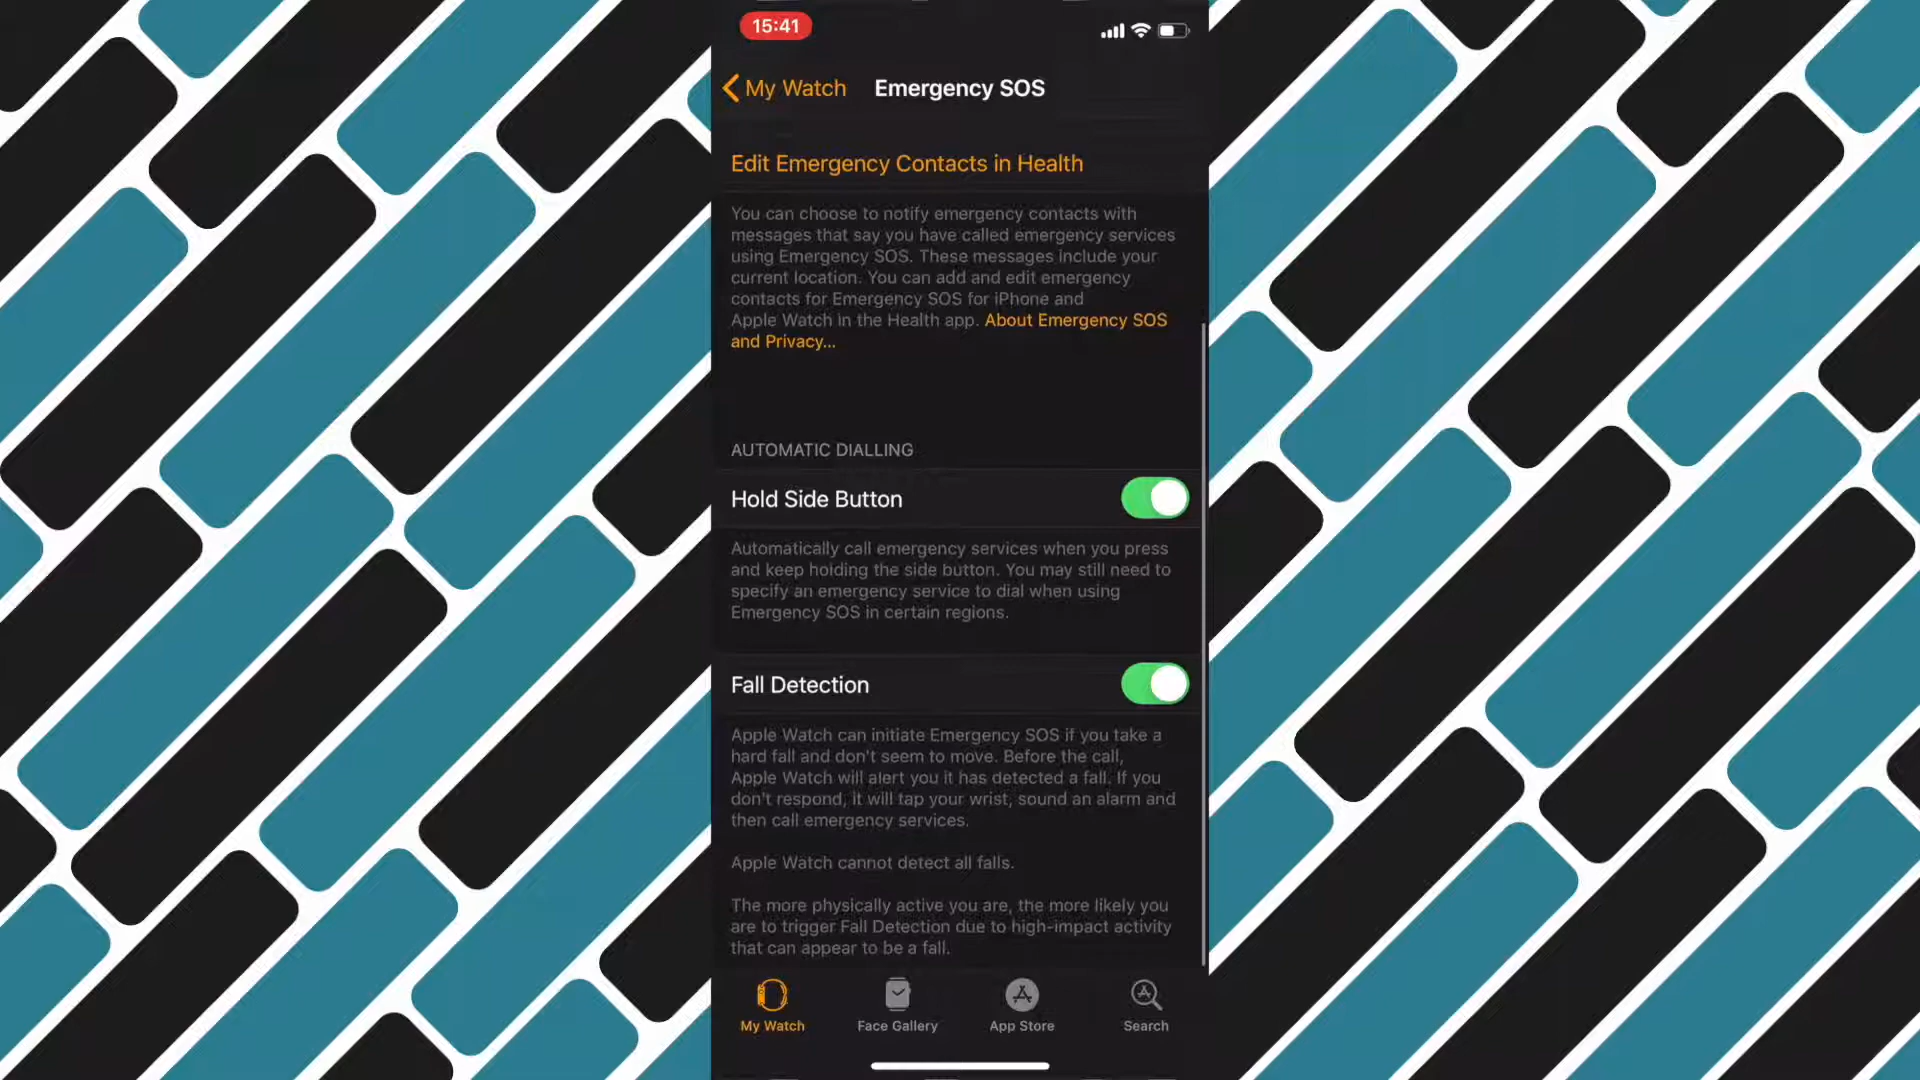 15:41
My Watch
Emergency SOS
Edit Emergency Contacts in Health
You can choose to notify emergency contacts with
messages that say you have called emergency services
using Emergency SOS. These messages include your
current location. You can add and edit emergency
contacts for Emergency SOS for iPhone and
Apple Watch in the Health app. About Emergency SOS
and Privacy...
AUTOMATIC DIALLING
Hold Side Button
Automatically call emergency services when you press
and keep holding the side button. You may still need to
specify an emergency service to dial when using
Emergency SOS in certain regions.
Fall Detection
Apple Watch can initiate Emergency SOS if you take a
hard fall and don't seem to move. Before the call,
Apple Watch will alert you it has detected a fall. If you
don't respond, it will tap your wrist, sound an alarm and
then call emergency services.
Apple Watch cannot detect all falls.
The more physically active you are, the more likely you
are to trigger Fall Detection due to high-impact activity
that can appear to be a fall.
My Watch
Face Gallery
App Store
Search